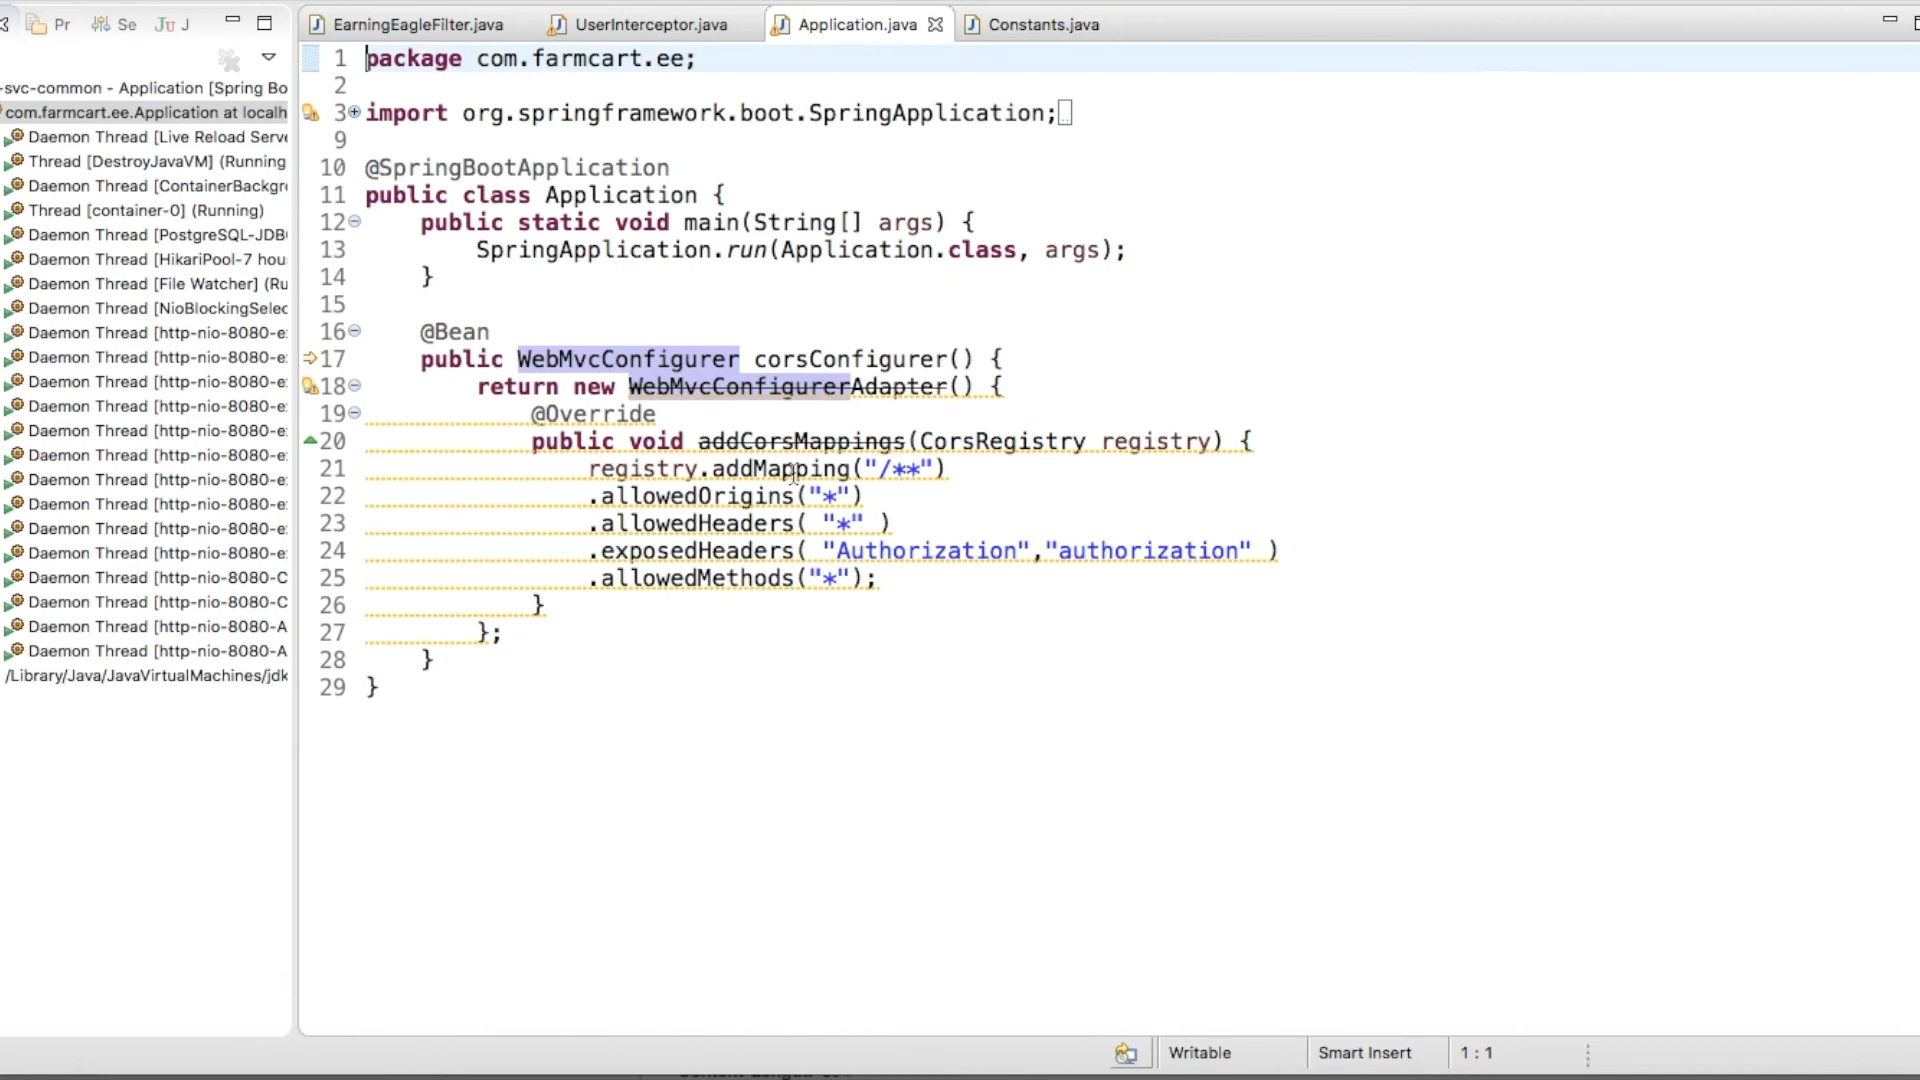 Pr Se J
EarningEagleFilter.java UserInterceptor.java Application.java Constants.java
-svc-common - Application [Spring Bo
com.farmcart.ee.Application at localh
Daemon Thread [Live Reload Serve
Thread [DestroyJavaVM] (Running
Daemon Thread [ContainerBackgr
Thread [container-0] (Running)
Daemon Thread [PostgreSQL-JDB
Daemon Thread [HikariPool-7 hou
Daemon Thread [File Watcher] (Ru
Daemon Thread [NioBlockingSelec
Daemon Thread [http-nio-8080-e
Daemon Thread [http-nio-8080-e
Daemon Thread [http-nio-8080-e
Daemon Thread [http-nio-8080-e
Daemon Thread [http-nio-8080-e
Daemon Thread [http-nio-8080-e
Daemon Thread [http-nio-8080-e
Daemon Thread [http-nio-8080-e
Daemon Thread [http-nio-8080-e
Daemon Thread [http-nio-8080-e
Daemon Thread [http-nio-8080-C
Daemon Thread [http-nio-8080-C
Daemon Thread [http-nio-8080-A
Daemon Thread [http-nio-8080-A
/Library/Java/JavaVirtualMachines/jdk
1 package com.farmcart.ee;
2
3 import org.springframework.boot.SpringApplication;
9
10 @SpringBootApplication
11 public class Application {
12 public static void main(String[] args) {
13 SpringApplication.run(Application.class, args);
14 }
15
16 @Bean
17 public WebMvcConfigurer corsConfigurer() {
18 return new WebMvcConfigurerAdapter() {
19 @Override
20 public void addCorsMappings(CorsRegistry registry) {
21 registry.addMapping("/**")
22 .allowedOrigins("*")
23 .allowedHeaders( "*" )
24 .exposedHeaders( "Authorization","authorization" )
25 .allowedMethods("*");
26 }
27 };
28 }
29 }
Writable Smart Insert 1 : 1